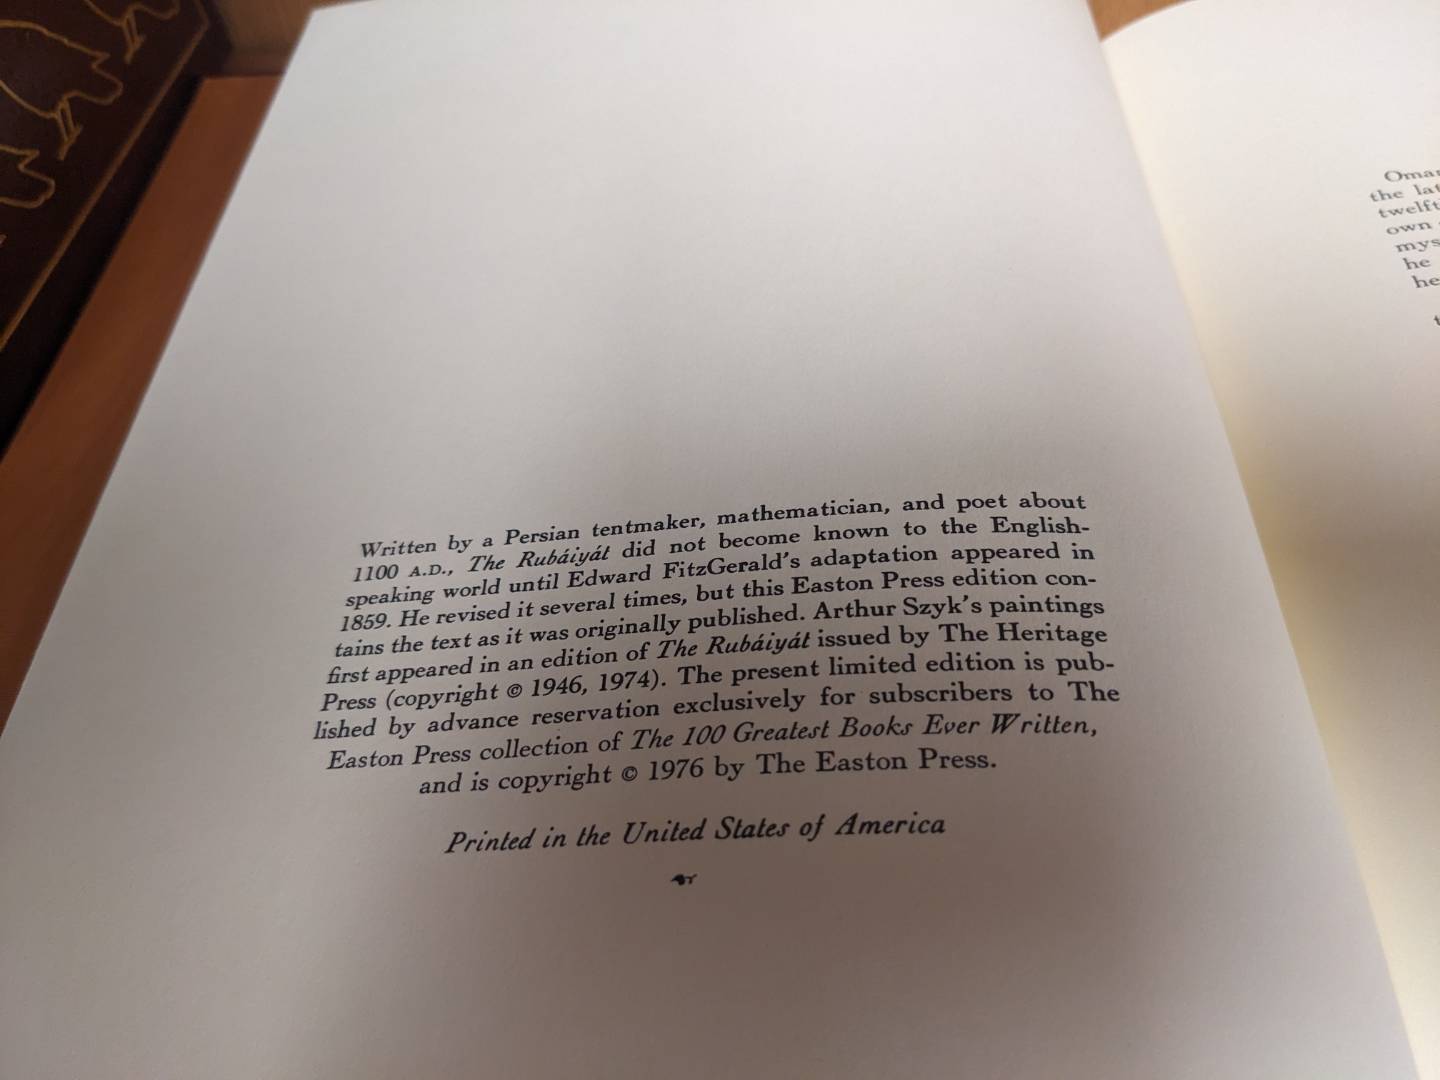 Written by a Persian tentmaker, mathematician, and poet about
1100 A.D., The Rubáiyát did not become known to the English-
speaking world until Edward FitzGerald's adaptation appeared in
1859. He revised it several times, but this Easton Press edition con-
tains the text as it was originally published. Arthur Szyk's paintings
first appeared in an edition of The Rubáiyát issued by The Heritage
Press (copyright © 1946, 1974). The present limited edition is pub-
lished by advance reservation exclusively for subscribers to The
Easton Press collection of The 100 Greatest Books Ever Written,
and is copyright © 1976 by The Easton Press.
Printed in the United States of America
the
own
he